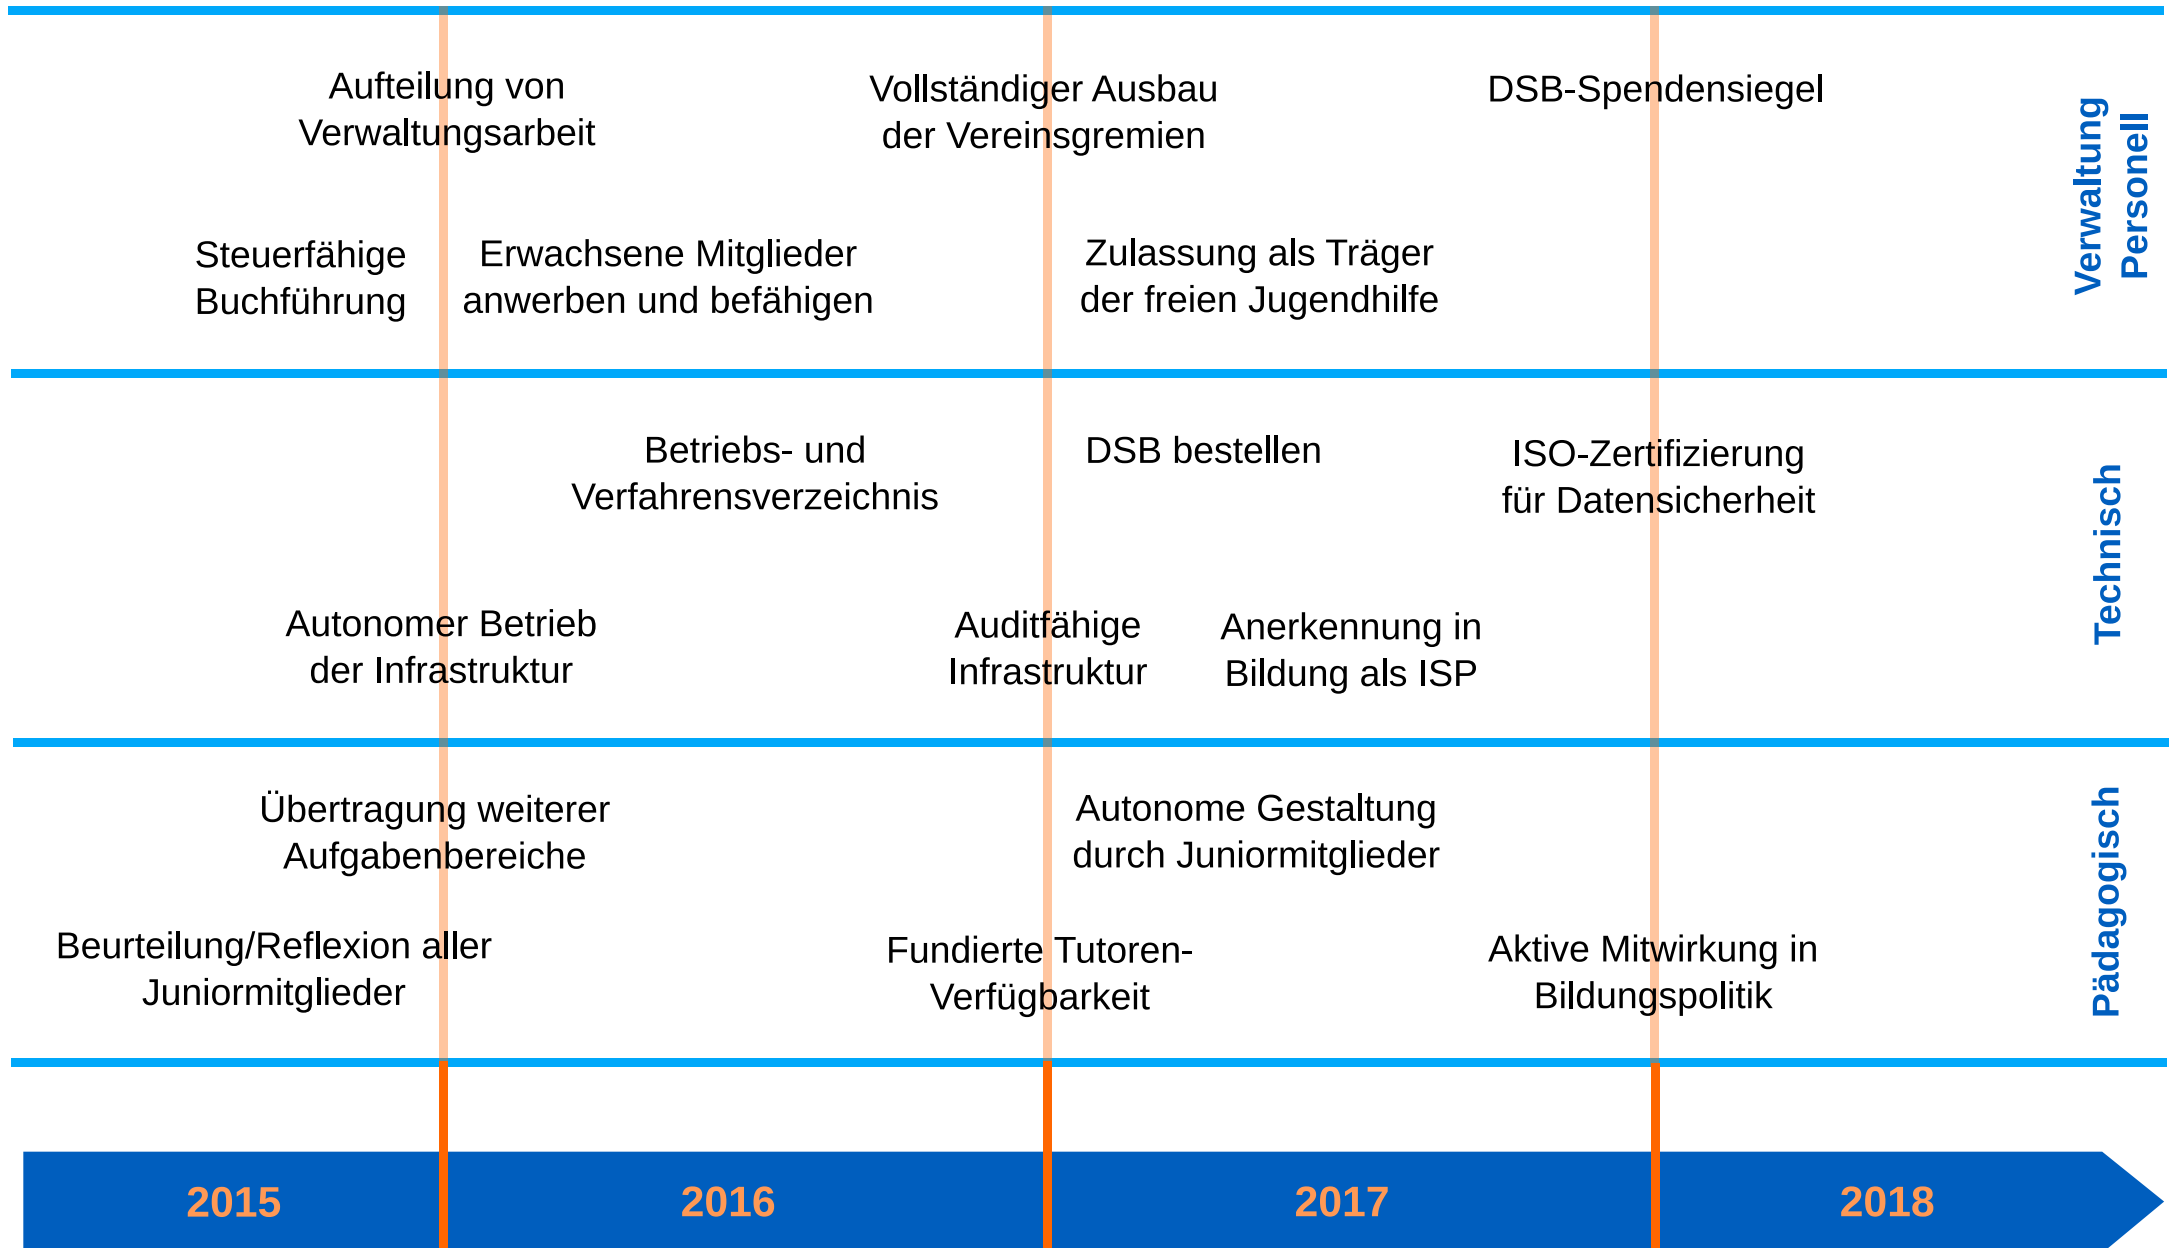 Aufteilung von
Verwaltungsarbeit
Vollständiger Ausbau
der Vereinsgremien
DSB-Spendensiegel
Steuerfähige
Buchführung
Erwachsene Mitglieder
anwerben und befähigen
Zulassung als Träger
der freien Jugendhilfe
Verwaltung
Personell
Betriebs- und
Verfahrensverzeichnis
DSB bestellen
ISO-Zertifizierung
für Datensicherheit
Autonomer Betrieb
der Infrastruktur
Auditfähige
Infrastruktur
Anerkennung in
Bildung als ISP
Technisch
Übertragung weiterer
Aufgabenbereiche
Autonome Gestaltung
durch Juniormitglieder
Beurteilung/Reflexion aller
Juniormitglieder
Fundierte Tutoren-
Verfügbarkeit
Aktive Mitwirkung in
Bildungspolitik
Pädagogisch
2015
2016
2017
2018